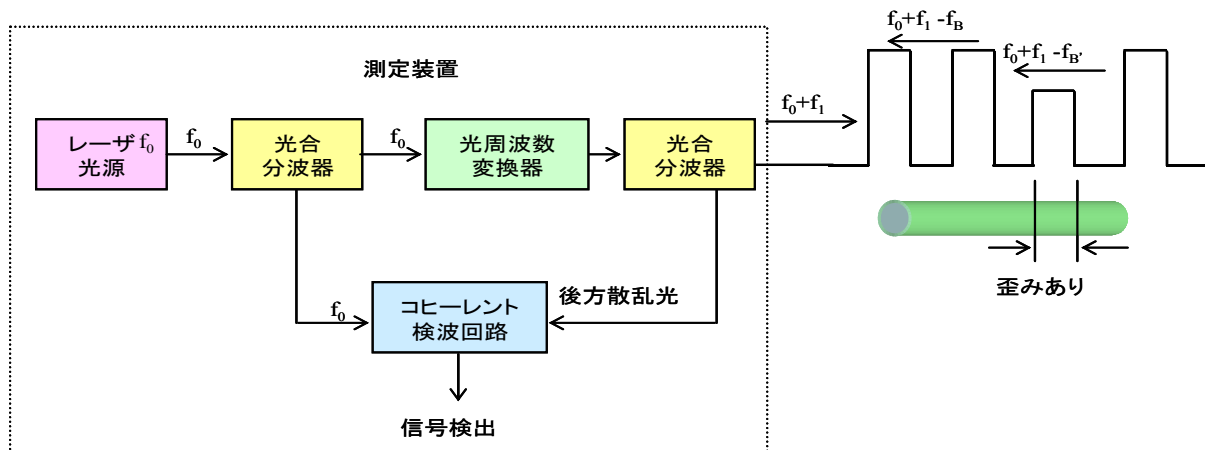 測定装置
レーザ f₀
光源
f₀
光合
分波器
f₀
光周波数
変換器
光合
分波器
f₀+f₁
f₀+f₁ -f_B
f₀+f₁ -f_B'
歪みあり
f₀
コヒーレント
検波回路
後方散乱光
信号検出